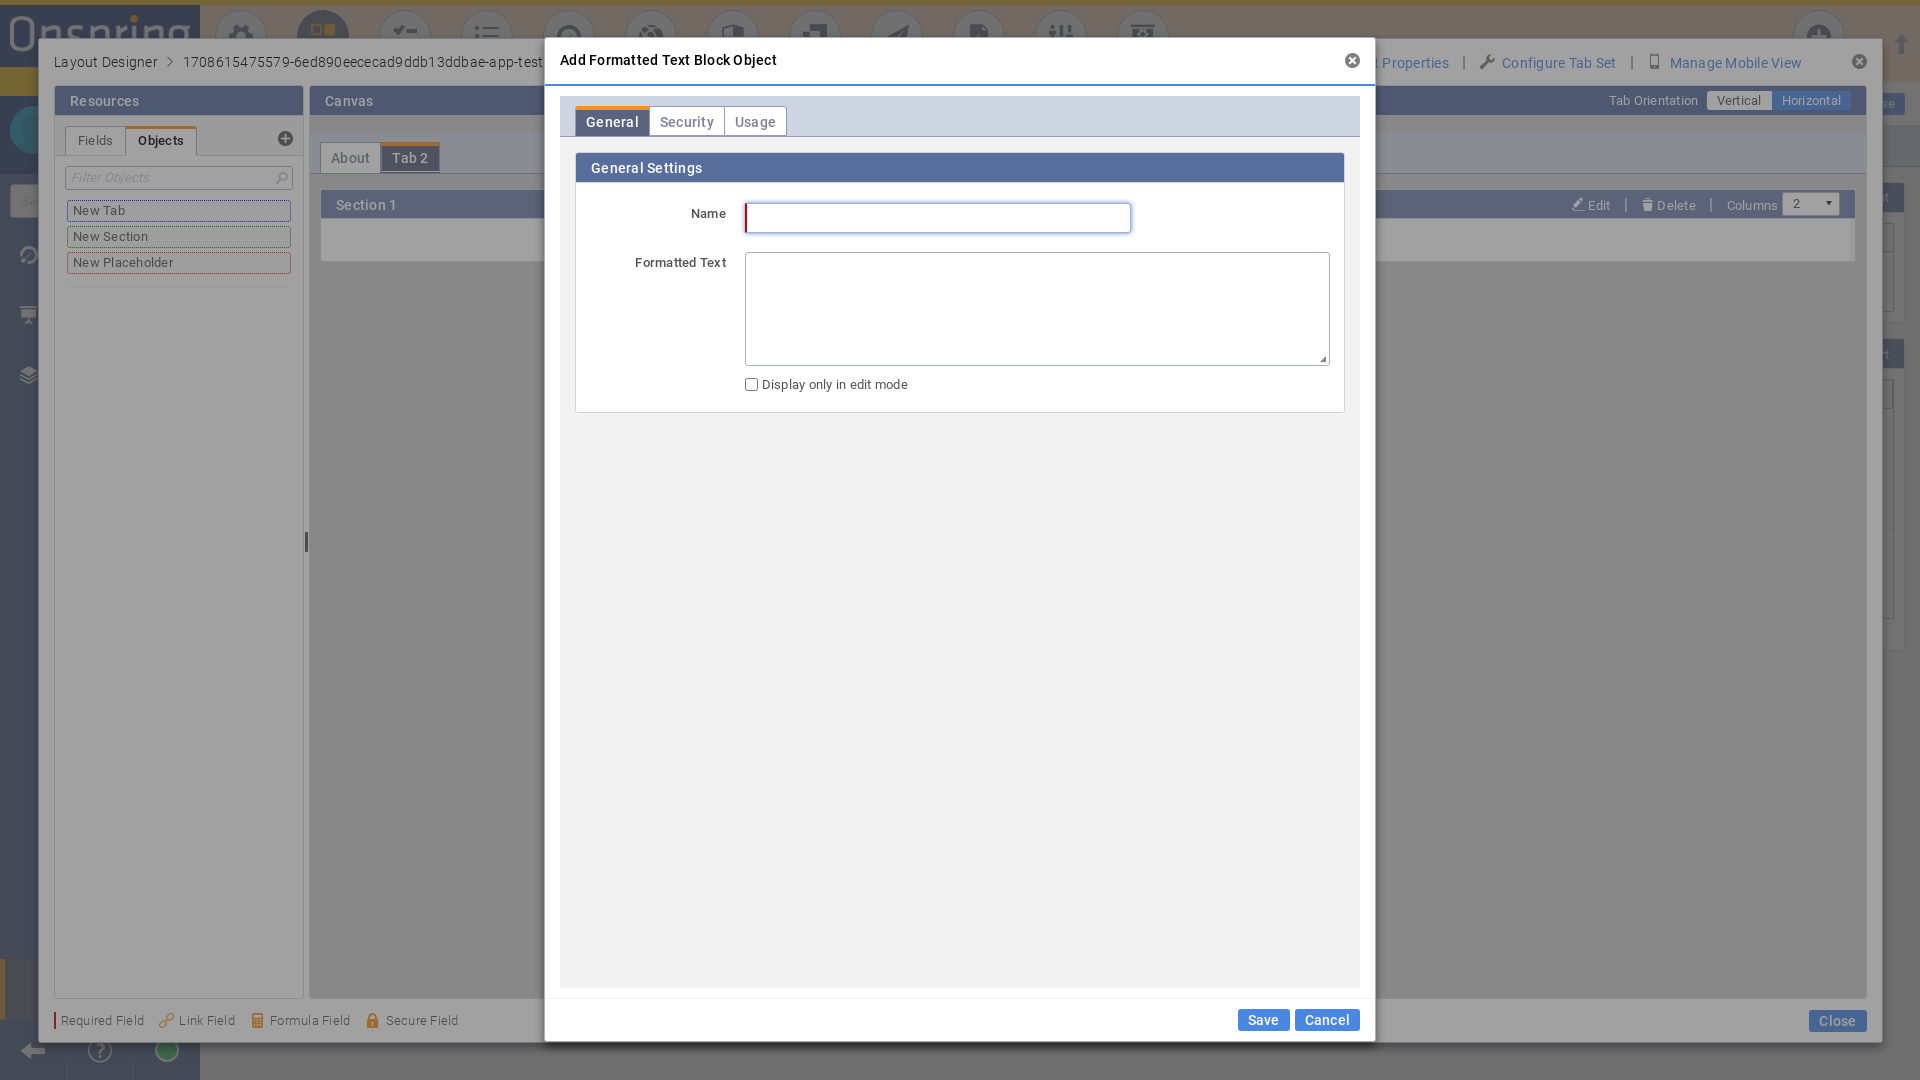 Onspring
Layout Designer > 1708615475579-6ed890eececad9ddb13ddbae-app-test
Properties | Configure Tab Set | Manage Mobile View
Add Formatted Text Block Object
Resources
Canvas
Tab Orientation Vertical Horizontal
Fields Objects
About Tab 2
General Security Usage
Filter Objects
New Tab
New Section
New Placeholder
Section 1
Edit | Delete | Columns 2
General Settings
Name
Formatted Text
Display only in edit mode
Required Field Link Field Formula Field Secure Field
Save Cancel
Close